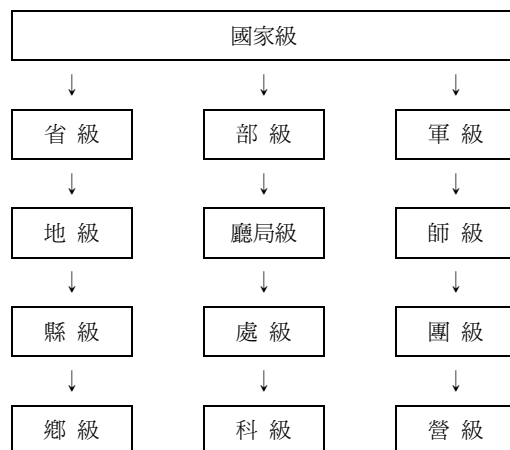 國家級
↓ ↓ ↓
省 級 部 級 軍 級
↓ ↓ ↓
地 級 廳局級 師 級
↓ ↓ ↓
縣 級 處 級 團 級
↓ ↓ ↓
鄉 級 科 級 營 級